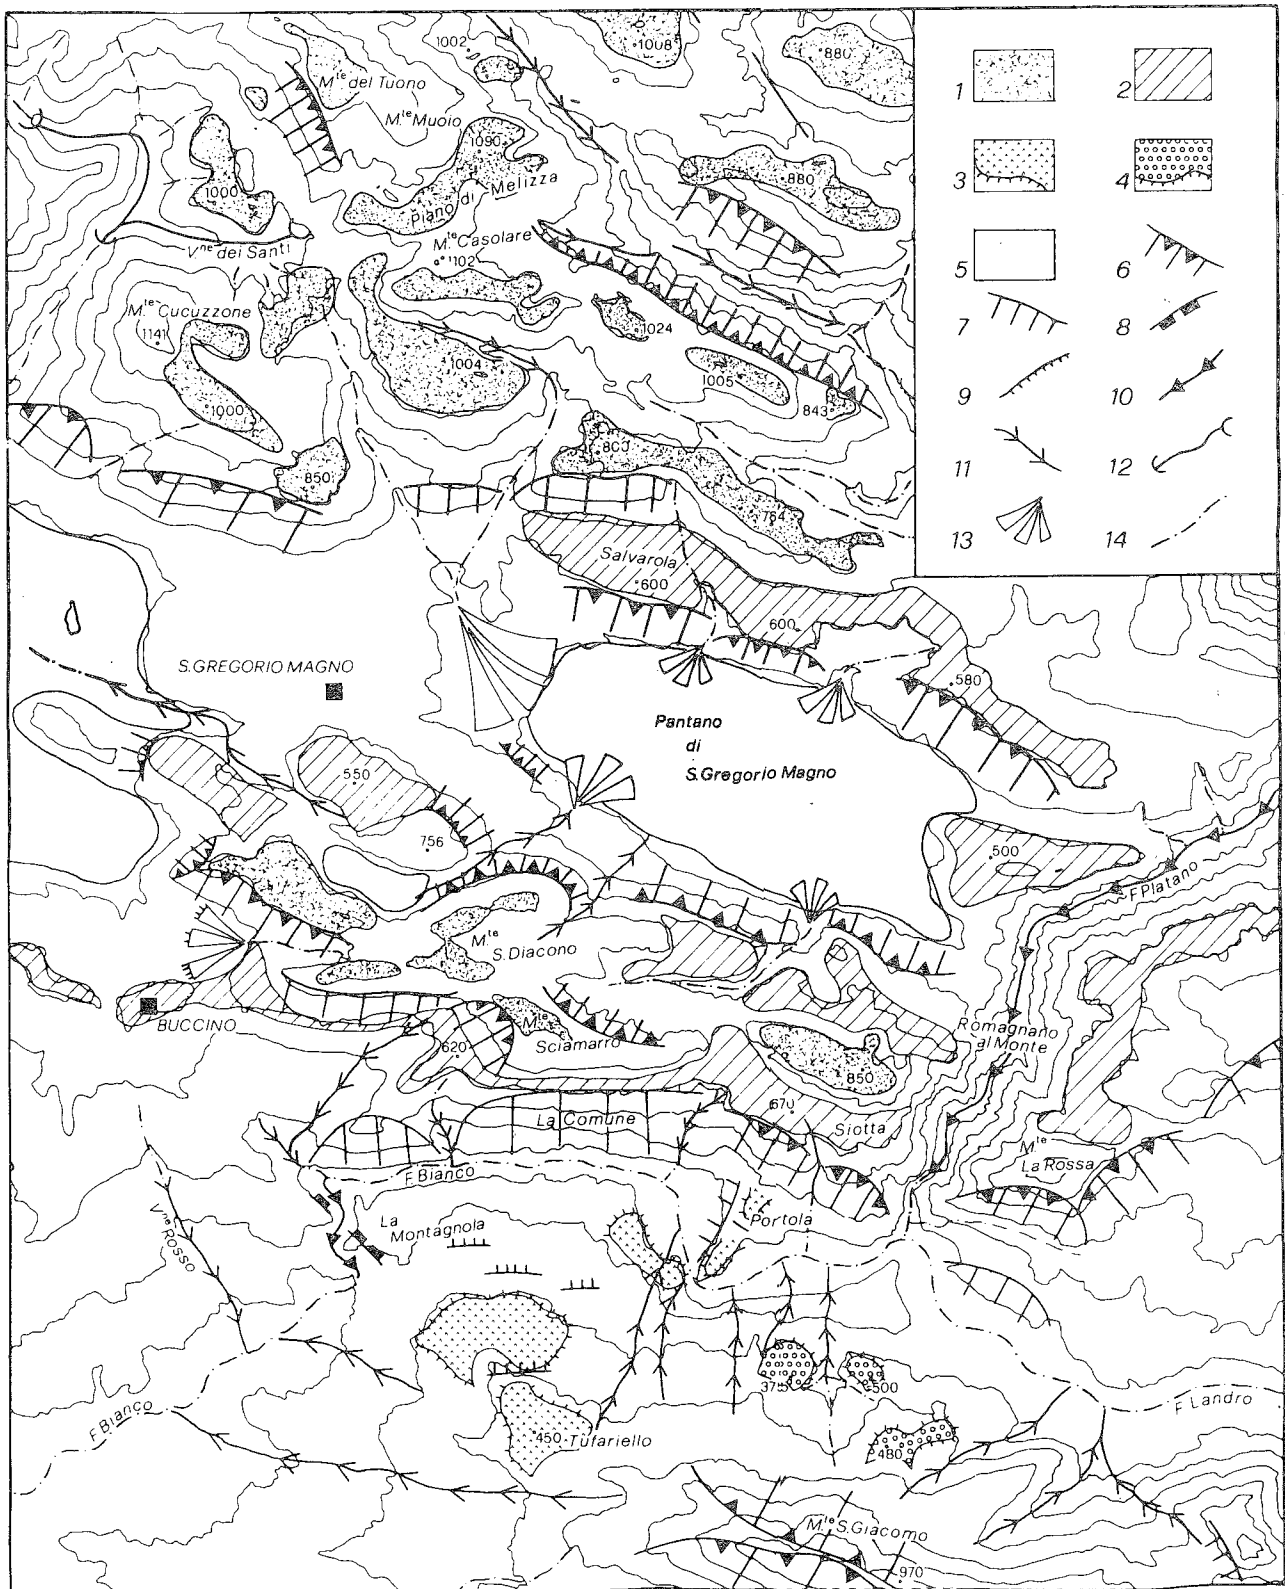 1002
1008
880
M.te del Tuono
M.te Muoio
1090
1000
880
Piano di Melizza
V.ne dei Santi
M.te Casolare
1102
M.te Cucuzzone
1141
1024
1004
1005
1000
843
800
850
764
Salvarola
600
600
S.GREGORIO MAGNO
580
Pantano
di
S.Gregorio Magno
550
756
500
F.Platano
M.te
S.Diacono
BUCCINO
M.te
Sciamarro
620
Romagnano
al Monte
850
670
Siotta
La Comune
M.te
La Rossa
F.Bianco
La
Montagnola
Portola
V.ne Rosso
375
500
F.Bianco
F.Landro
450
Tufariello
480
M.te S.Giacomo
970
1
2
3
4
5
6
7
8
9
10
11
12
13
14